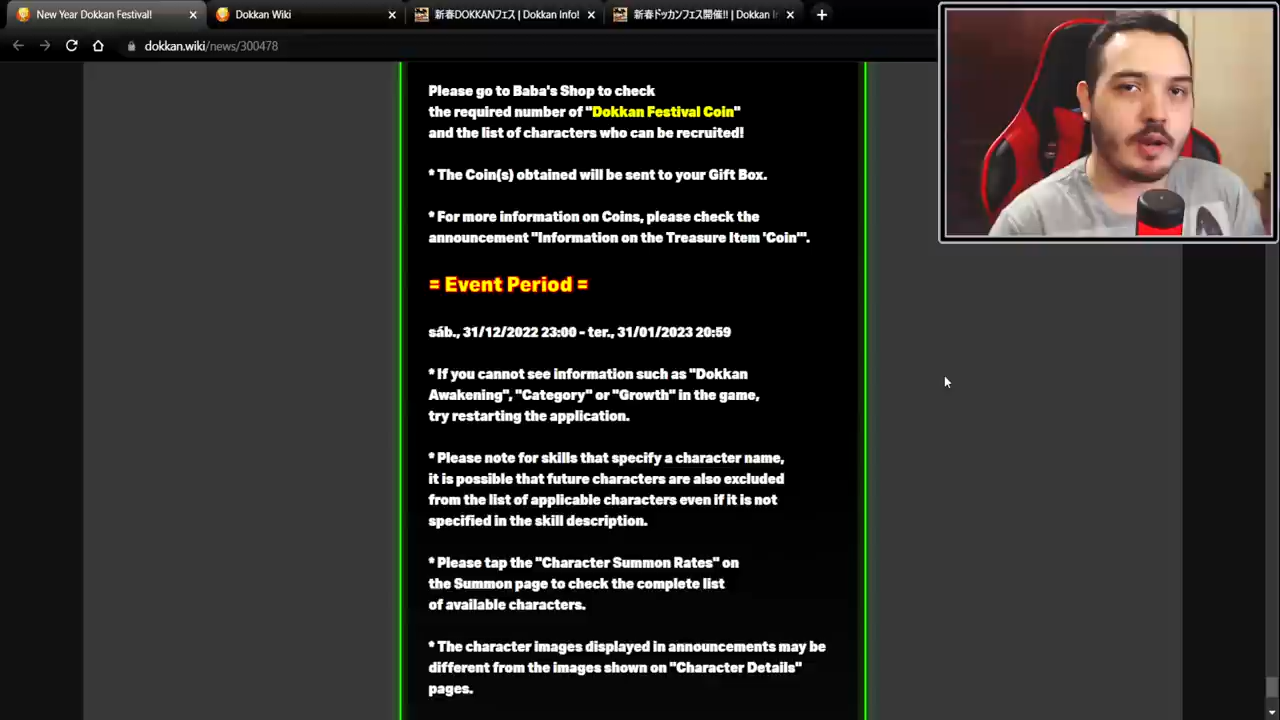 New Year Dokkan Festival!
Dokkan Wiki
新春DOKKANフェス | Dokkan Info!
新春ドッカンフェス開催!! | Dokkan
dokkan.wiki/news/300478
Please go to Baba's Shop to check
the required number of "Dokkan Festival Coin"
and the list of characters who can be recruited!
* The Coin(s) obtained will be sent to your Gift Box.
* For more information on Coins, please check the
announcement "Information on the Treasure Item 'Coin'".
= Event Period =
sáb., 31/12/2022 23:00 - ter., 31/01/2023 20:59
* If you cannot see information such as "Dokkan
Awakening", "Category" or "Growth" in the game,
try restarting the application.
* Please note for skills that specify a character name,
it is possible that future characters are also excluded
from the list of applicable characters even if it is not
specified in the skill description.
* Please tap the "Character Summon Rates" on
the Summon page to check the complete list
of available characters.
* The character images displayed in announcements may be
different from the images shown on "Character Details"
pages.